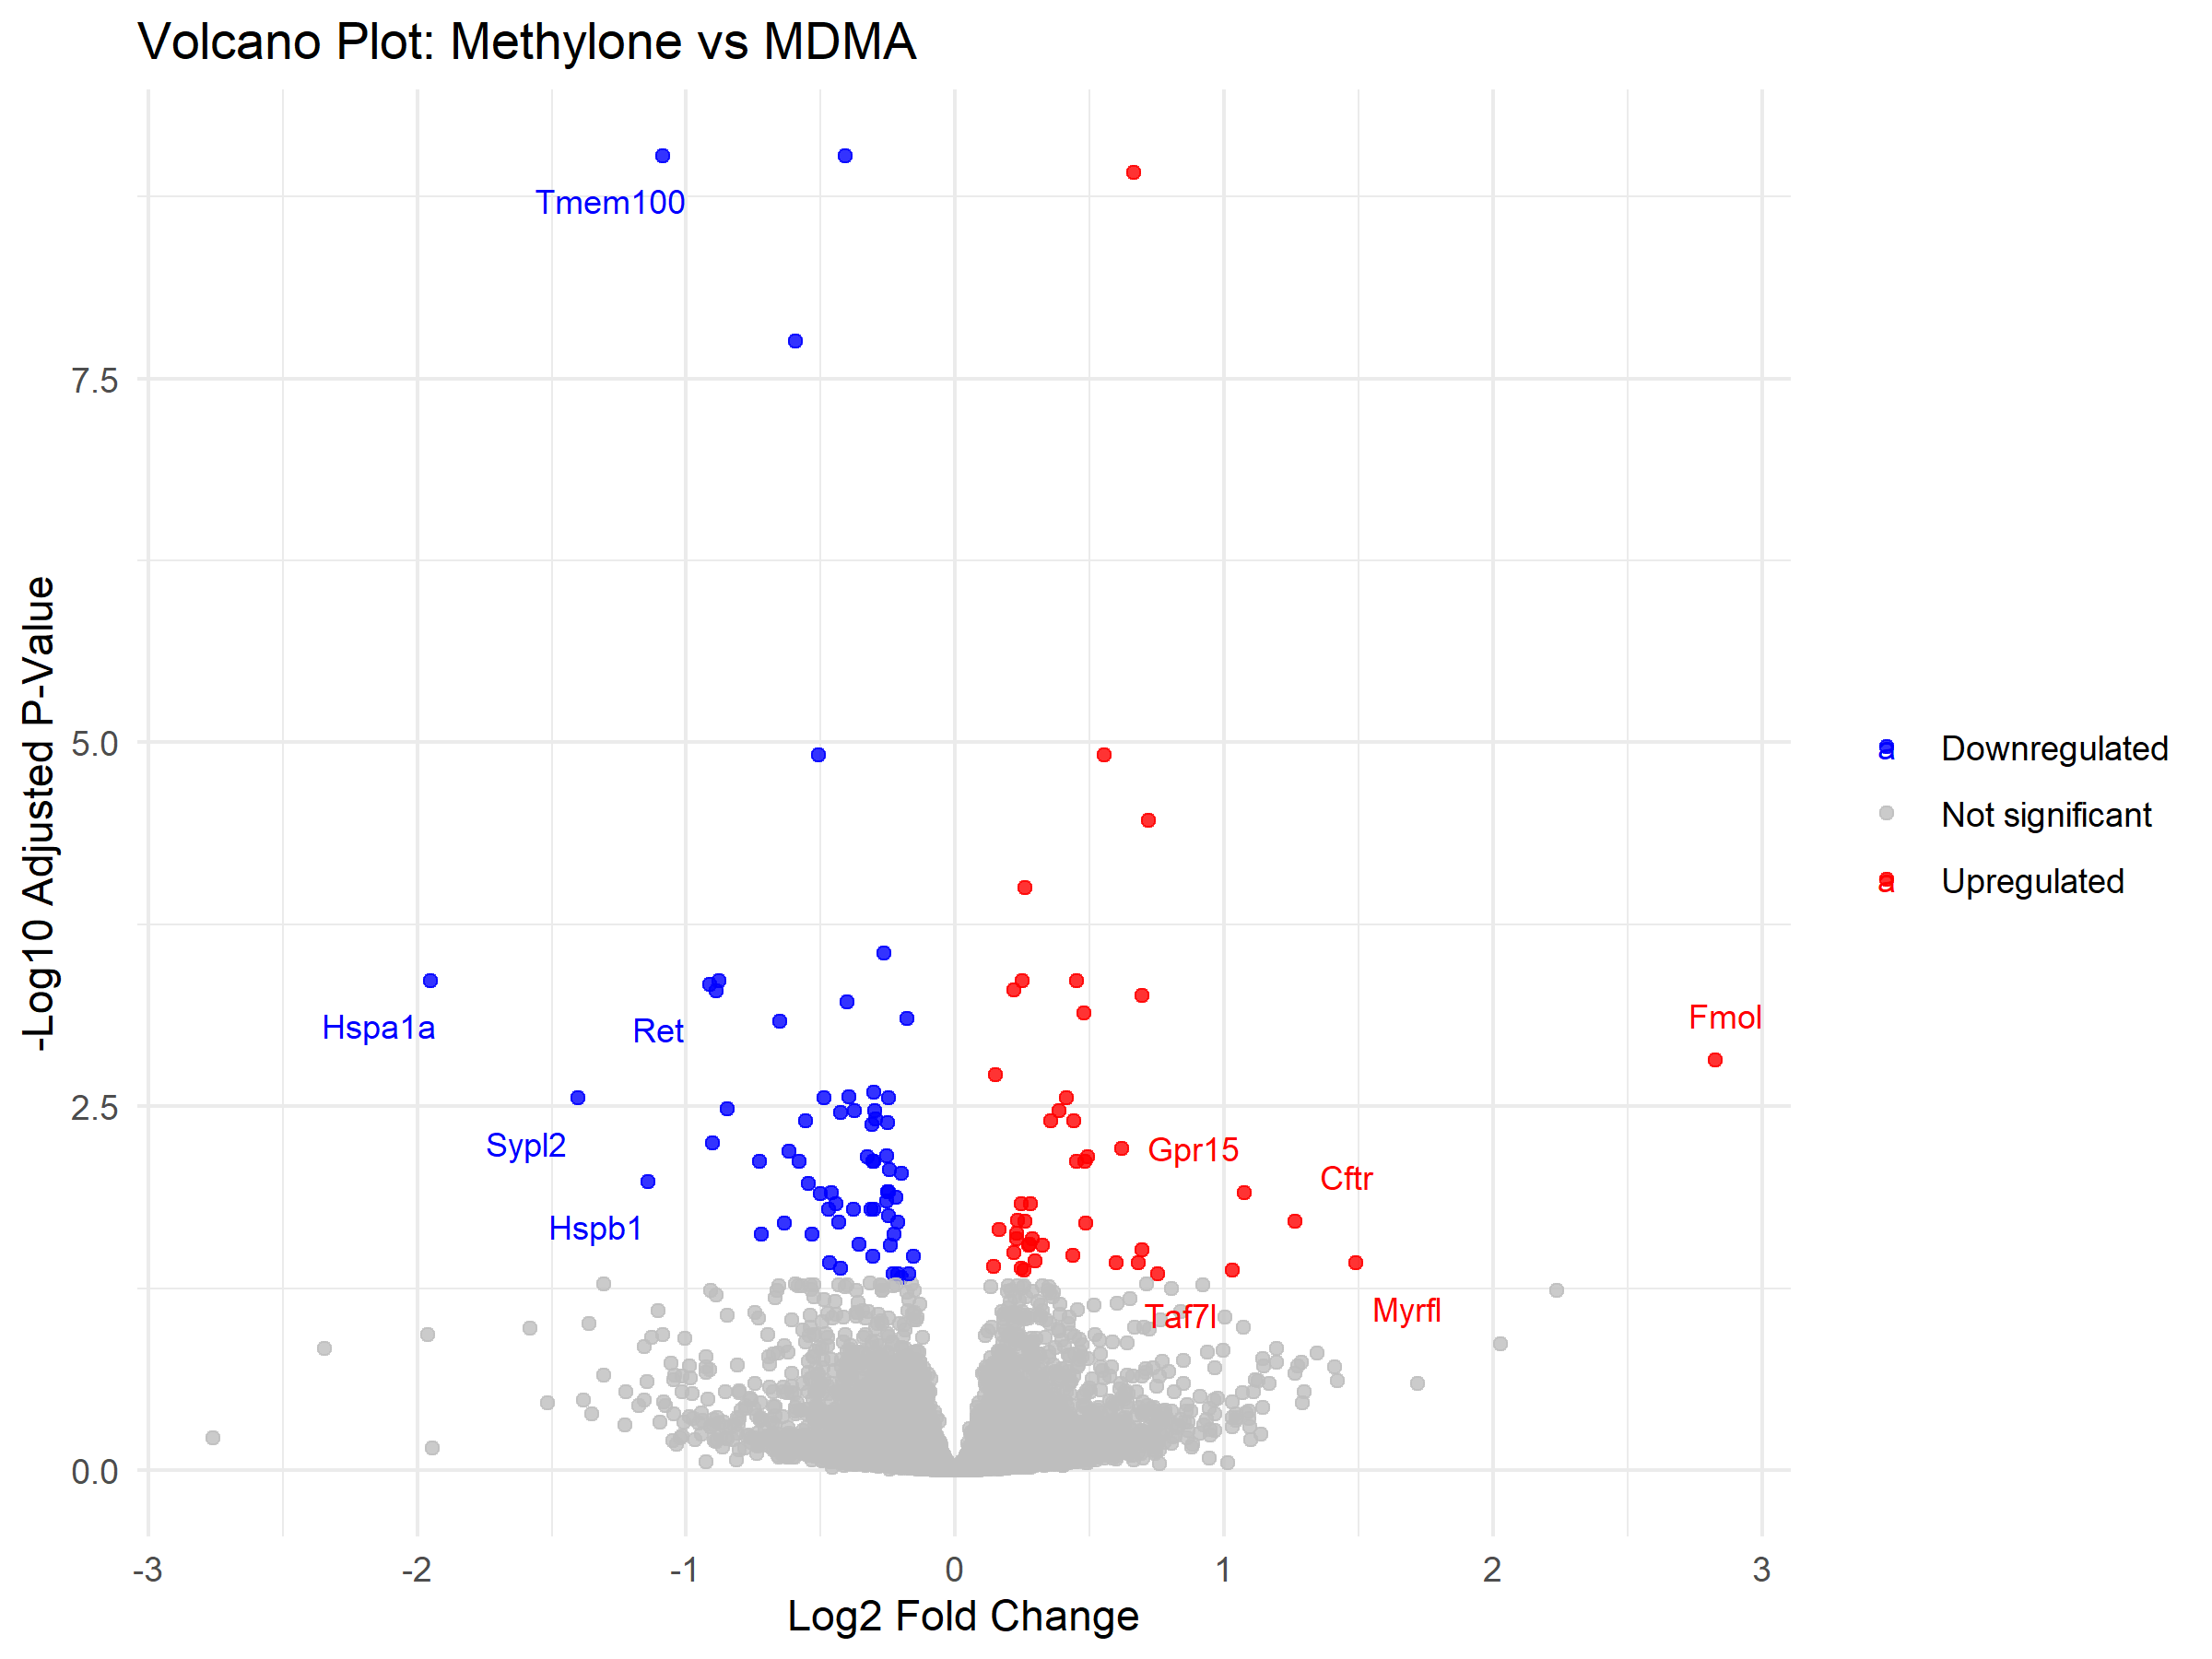 Volcano Plot: Methylone vs MDMA
-Log10 Adjusted P-Value
7.5
5.0
2.5
0.0
Tmem100
Hspa1a
Ret
Fmol
Sypl2
Gpr15
Cftr
Hspb1
Myrfl
Taf7l
-3
-2
-1
0
1
2
3
Log2 Fold Change
a Downregulated
Not significant
a Upregulated